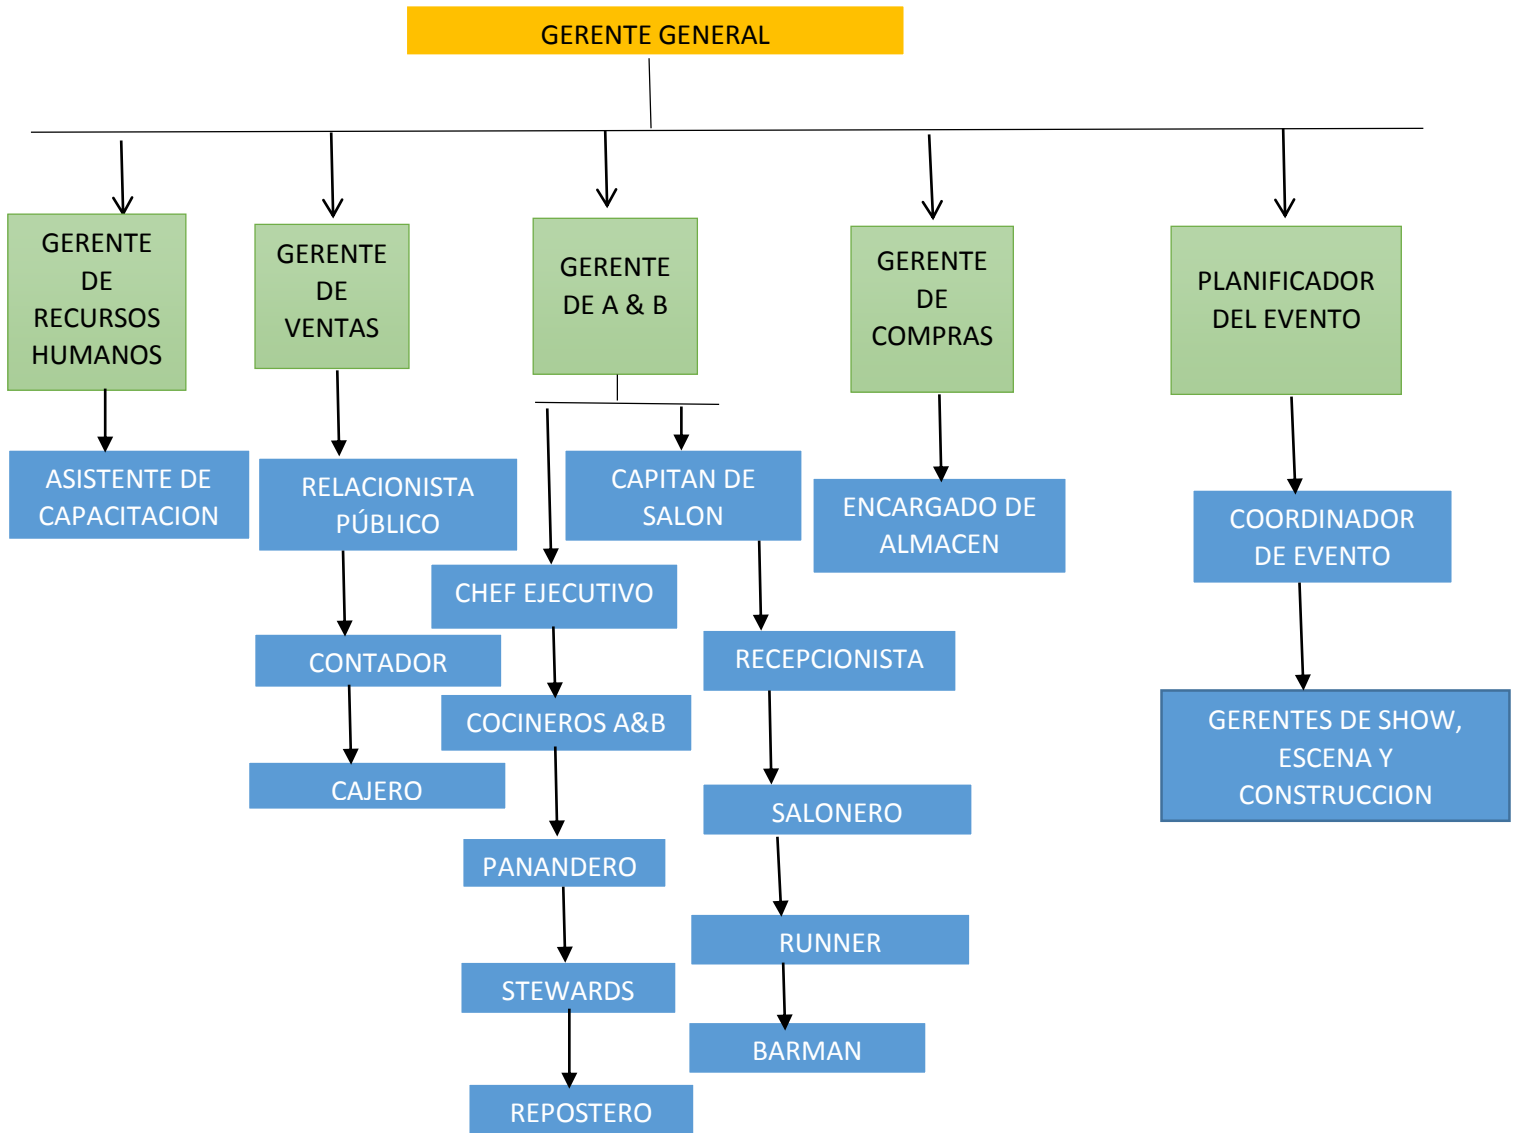 GERENTE GENERAL
GERENTE
DE
RECURSOS
HUMANOS
GERENTE
DE
VENTAS
GERENTE
DE A & B
GERENTE
DE
COMPRAS
PLANIFICADOR
DEL EVENTO
ASISTENTE DE
CAPACITACION
RELACIONISTA
PÚBLICO
CAPITAN DE
SALON
ENCARGADO DE
ALMACEN
COORDINADOR
DE EVENTO
CHEF EJECUTIVO
CONTADOR
RECEPCIONISTA
COCINEROS A&B
GERENTES DE SHOW,
ESCENA Y
CONSTRUCCION
CAJERO
SALONERO
PANANDERO
RUNNER
STEWARDS
BARMAN
REPOSTERO